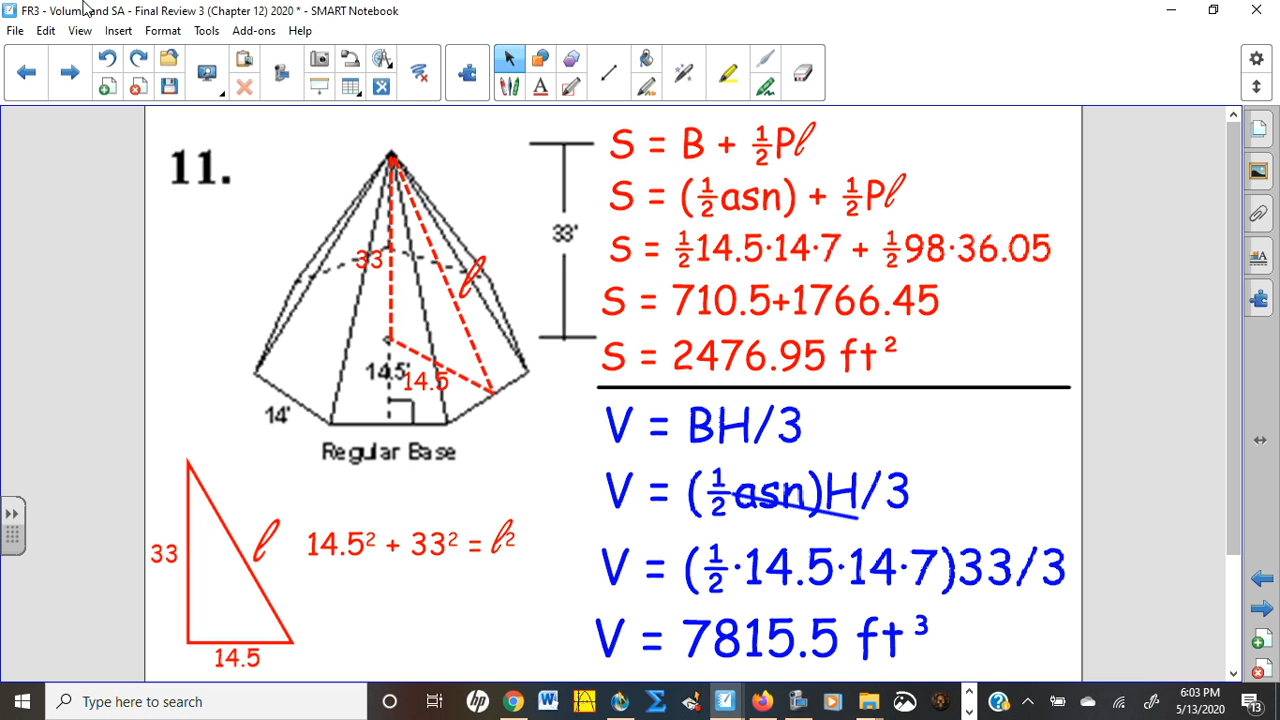 FR3 - Volume and SA - Final Review 3 (Chapter 12) 2020 * - SMART Notebook
File Edit View Insert Format Tools Add-ons Help
11.
33'
33
ℓ
14.5'
14.5
14'
Regular Base
33
ℓ
14.5
14.5² + 33² = ℓ²
S = B + ½Pℓ
S = (½asn) + ½Pℓ
S = ½14.5·14·7 + ½98·36.05
S = 710.5+1766.45
S = 2476.95 ft²
V = BH/3
V = (½asn)H/3
V = (½·14.5·14·7)33/3
V = 7815.5 ft³
Type here to search
6:03 PM
5/13/2020
13